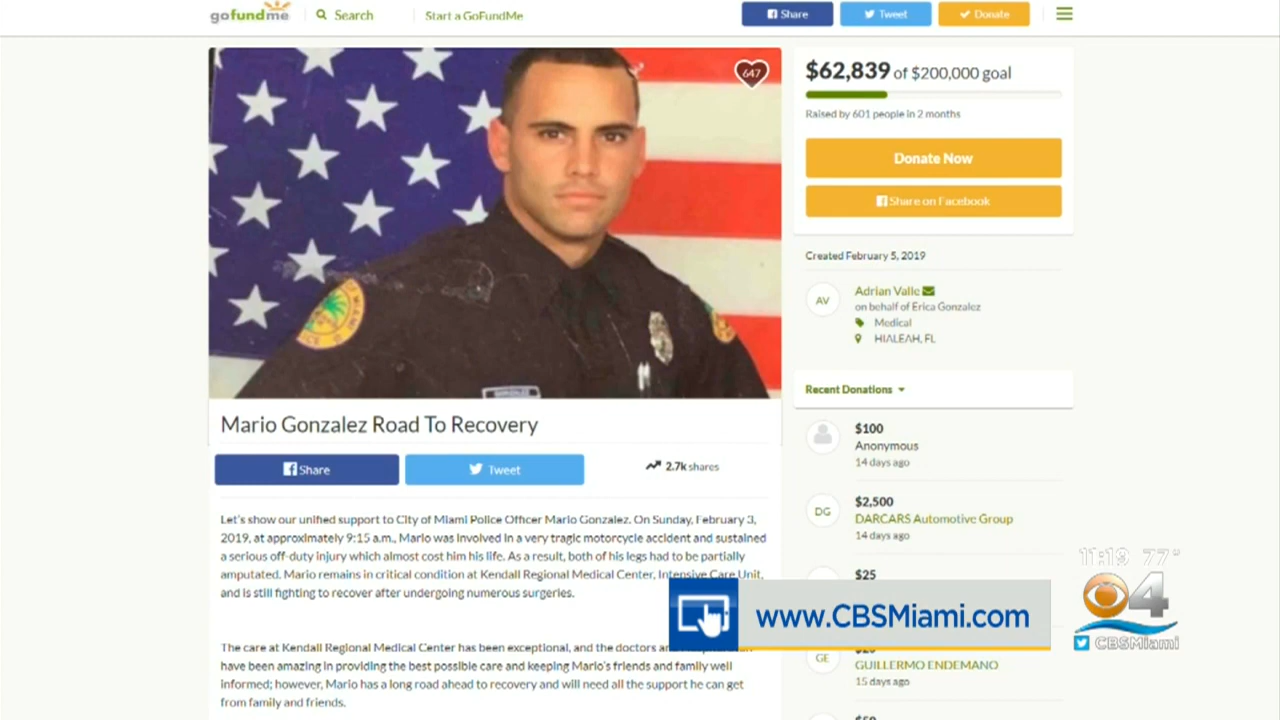 gofundme
Search
Start a GoFundMe
Share
Tweet
Donate
647
Mario Gonzalez Road To Recovery
Share
Tweet
2.7k shares
Let's show our unified support to City of Miami Police Officer Mario Gonzalez. On Sunday, February 3,
2019, at approximately 9:15 a.m., Mario was involved in a very tragic motorcycle accident and sustained
a serious off-duty injury which almost cost him his life. As a result, both of his legs had to be partially
amputated. Mario remains in critical condition at Kendall Regional Medical Center, Intensive Care Unit,
and is still fighting to recover after undergoing numerous surgeries.
The care at Kendall Regional Medical Center has been exceptional, and the doctors
have been amazing in providing the best possible care and keeping Mario's friends and family well
informed; however, Mario has a long road ahead to recovery and will need all the support he can get
from family and friends.
$62,839 of $200,000 goal
Raised by 601 people in 2 months
Donate Now
Share on Facebook
Created February 5, 2019
AV
Adrian Valle
on behalf of Erica Gonzalez
Medical
HIALEAH, FL
Recent Donations
$100
Anonymous
14 days ago
DG
$2,500
DARCARS Automotive Group
14 days ago
$25
GE
GUILLERMO ENDEMANO
15 days ago
www.CBSMiami.com
11:19 77°
4
CBSMiami